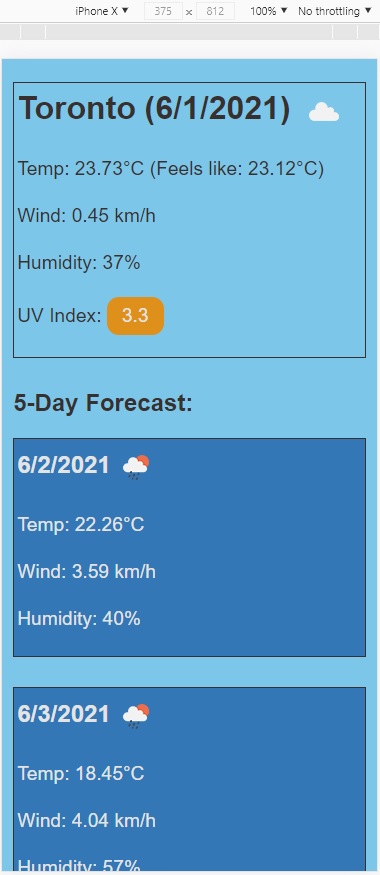 iPhone X ▼ 375 x 812 100% ▼ No throttling ▼
Toronto (6/1/2021)
Temp: 23.73°C (Feels like: 23.12°C)
Wind: 0.45 km/h
Humidity: 37%
UV Index: 3.3
5-Day Forecast:
6/2/2021
Temp: 22.26°C
Wind: 3.59 km/h
Humidity: 40%
6/3/2021
Temp: 18.45°C
Wind: 4.04 km/h
Humidity: 57%